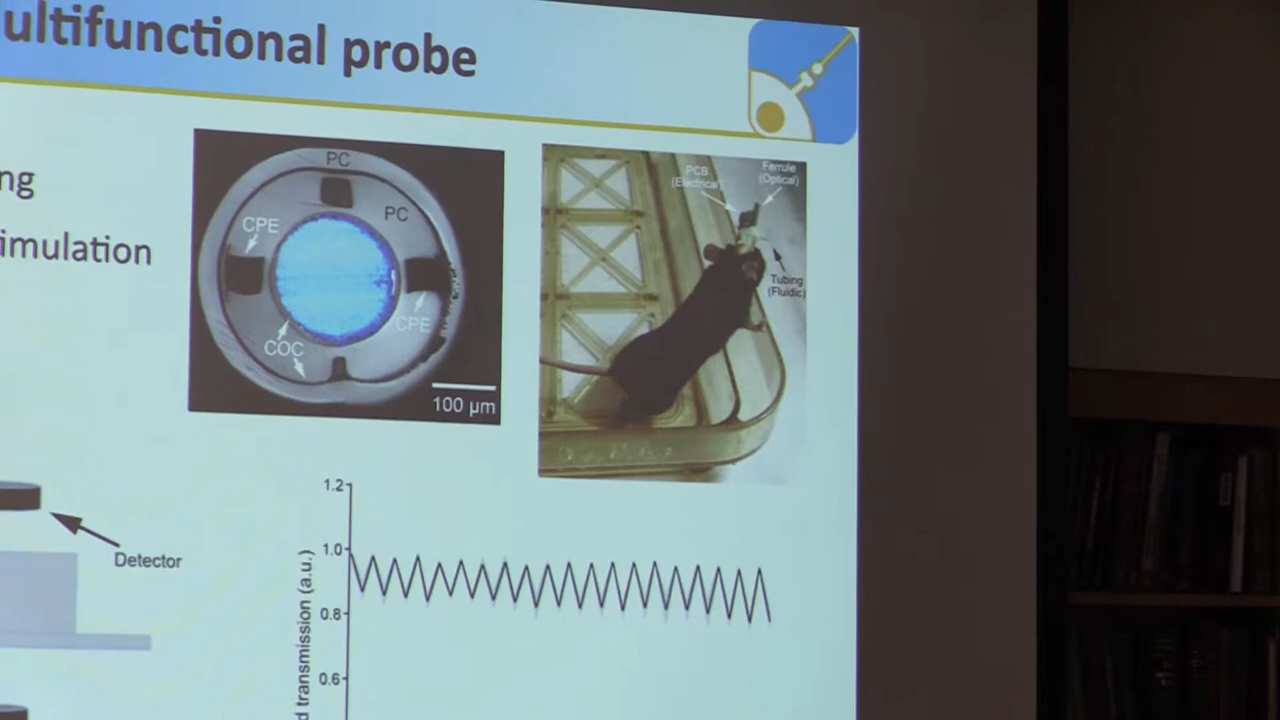 ultifunctional probe
ng
imulation
PC
PC
CPE
CPE
COC
100 µm
PCB
(Electrical)
Ferrule
(Optical)
Tubing
(Fluidic)
Detector
1.2
1.0
0.8
0.6
d transmission (a.u.)